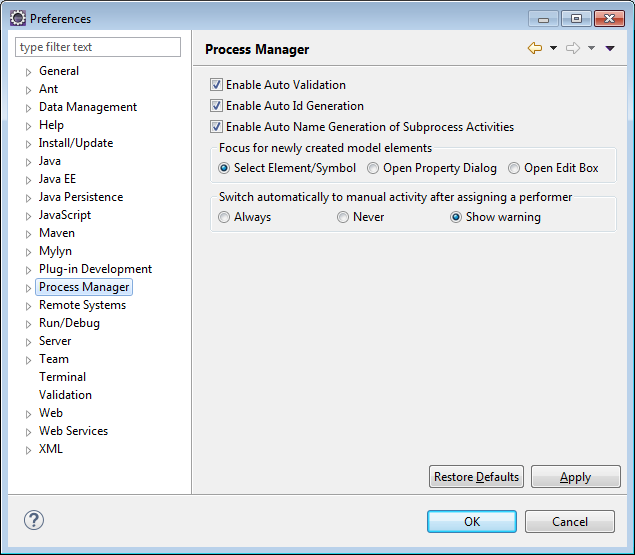 Preferences
type filter text
General
Ant
Data Management
Help
Install/Update
Java
Java EE
Java Persistence
JavaScript
Maven
Mylyn
Plug-in Development
Process Manager
Remote Systems
Run/Debug
Server
Team
Terminal
Validation
Web
Web Services
XML
Process Manager
Enable Auto Validation
Enable Auto Id Generation
Enable Auto Name Generation of Subprocess Activities
Focus for newly created model elements
Select Element/Symbol Open Property Dialog Open Edit Box
Switch automatically to manual activity after assigning a performer
Always Never Show warning
Restore Defaults Apply
OK Cancel